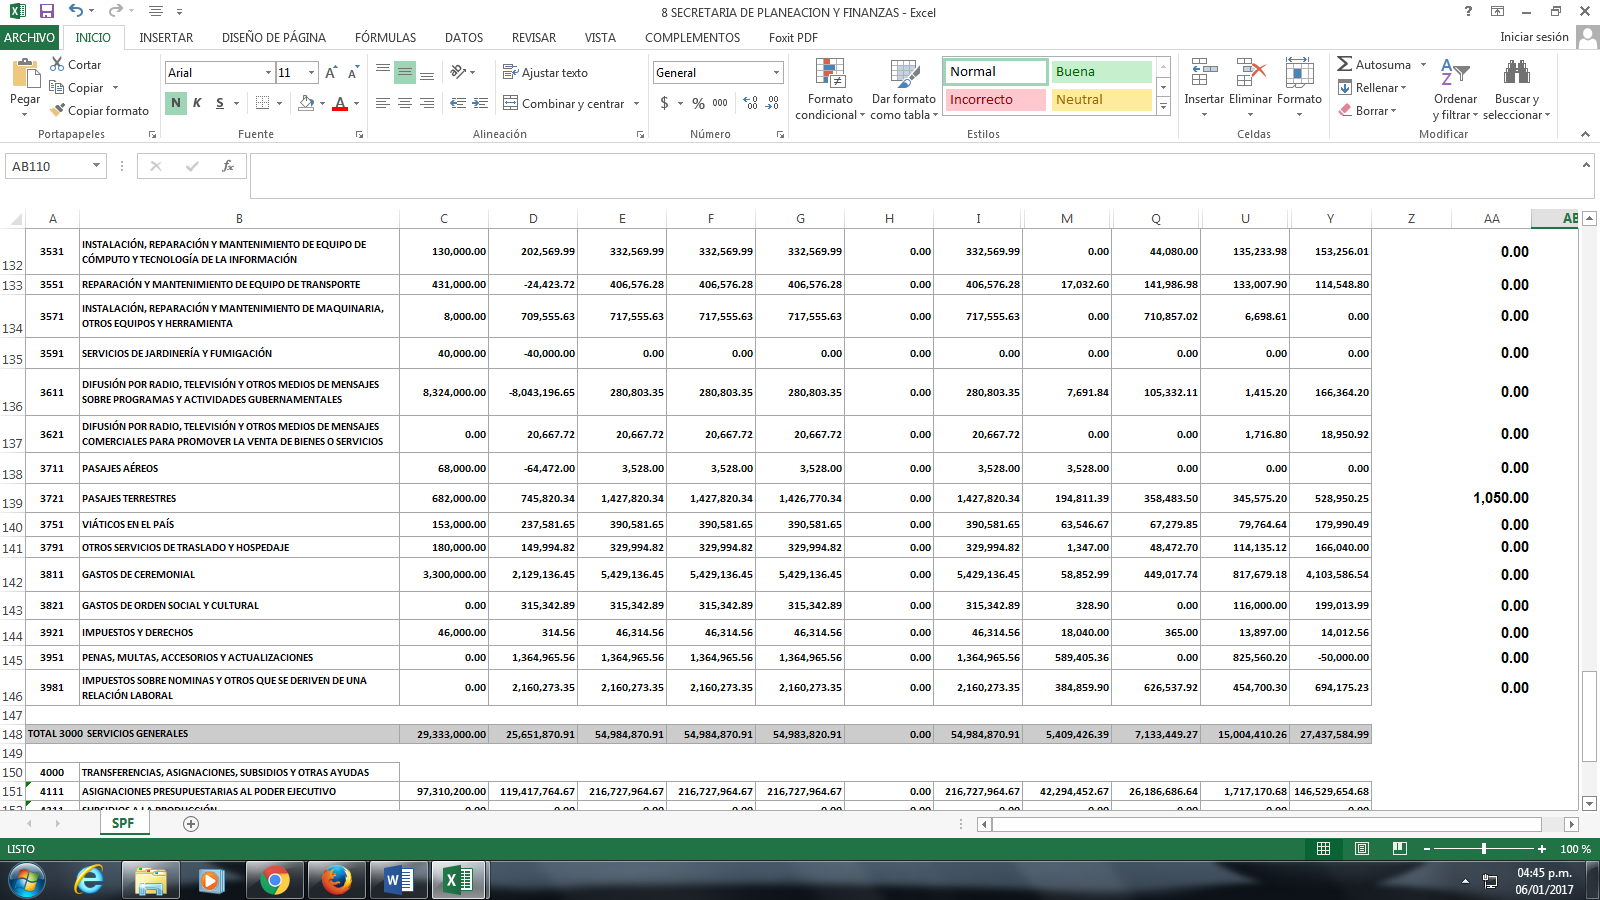 8 SECRETARIA DE PLANEACION Y FINANZAS - Excel
ARCHIVO INICIO INSERTAR DISEÑO DE PÁGINA FÓRMULAS DATOS REVISAR VISTA COMPLEMENTOS Foxit PDF Iniciar sesión
Pegar Cortar Copiar Copiar formato Portapapeles
Arial 11 N K S Fuente
Ajustar texto Combinar y centrar Alineación
General $ % 000 Número
Formato condicional Dar formato como tabla Normal Buena Incorrecto Neutral Estilos
Insertar Eliminar Formato Celdas
Autosuma Rellenar Borrar Ordenar y filtrar Buscar y seleccionar Modificar
AB110 fx
A B C D E F G H I M Q U Y Z AA AB
132 3531 INSTALACIÓN, REPARACIÓN Y MANTENIMIENTO DE EQUIPO DE CÓMPUTO Y TECNOLOGÍA DE LA INFORMACIÓN 130,000.00 202,569.99 332,569.99 332,569.99 332,569.99 0.00 332,569.99 0.00 44,080.00 135,233.98 153,256.01 0.00
133 3551 REPARACIÓN Y MANTENIMIENTO DE EQUIPO DE TRANSPORTE 431,000.00 -24,423.72 406,576.28 406,576.28 406,576.28 0.00 406,576.28 17,032.60 141,986.98 133,007.90 114,548.80 0.00
134 3571 INSTALACIÓN, REPARACIÓN Y MANTENIMIENTO DE MAQUINARIA, OTROS EQUIPOS Y HERRAMIENTA 8,000.00 709,555.63 717,555.63 717,555.63 717,555.63 0.00 717,555.63 0.00 710,857.02 6,698.61 0.00 0.00
135 3591 SERVICIOS DE JARDINERÍA Y FUMIGACIÓN 40,000.00 -40,000.00 0.00 0.00 0.00 0.00 0.00 0.00 0.00 0.00 0.00 0.00
136 3611 DIFUSIÓN POR RADIO, TELEVISIÓN Y OTROS MEDIOS DE MENSAJES SOBRE PROGRAMAS Y ACTIVIDADES GUBERNAMENTALES 8,324,000.00 -8,043,196.65 280,803.35 280,803.35 280,803.35 0.00 280,803.35 7,691.84 105,332.11 1,415.20 166,364.20 0.00
137 3621 DIFUSIÓN POR RADIO, TELEVISIÓN Y OTROS MEDIOS DE MENSAJES COMERCIALES PARA PROMOVER LA VENTA DE BIENES O SERVICIOS 0.00 20,667.72 20,667.72 20,667.72 20,667.72 0.00 20,667.72 0.00 0.00 1,716.80 18,950.92 0.00
138 3711 PASAJES AÉREOS 68,000.00 -64,472.00 3,528.00 3,528.00 3,528.00 0.00 3,528.00 3,528.00 0.00 0.00 0.00 0.00
139 3721 PASAJES TERRESTRES 682,000.00 745,820.34 1,427,820.34 1,427,820.34 1,426,770.34 0.00 1,427,820.34 194,811.39 358,483.50 345,575.20 528,950.25 1,050.00
140 3751 VIÁTICOS EN EL PAÍS 153,000.00 237,581.65 390,581.65 390,581.65 390,581.65 0.00 390,581.65 63,546.67 67,279.85 79,764.64 179,990.49 0.00
141 3791 OTROS SERVICIOS DE TRASLADO Y HOSPEDAJE 180,000.00 149,994.82 329,994.82 329,994.82 329,994.82 0.00 329,994.82 1,347.00 48,472.70 114,135.12 166,040.00 0.00
142 3811 GASTOS DE CEREMONIAL 3,300,000.00 2,129,136.45 5,429,136.45 5,429,136.45 5,429,136.45 0.00 5,429,136.45 58,852.99 449,017.74 817,679.18 4,103,586.54 0.00
143 3821 GASTOS DE ORDEN SOCIAL Y CULTURAL 0.00 315,342.89 315,342.89 315,342.89 315,342.89 0.00 315,342.89 328.90 0.00 116,000.00 199,013.99 0.00
144 3921 IMPUESTOS Y DERECHOS 46,000.00 314.56 46,314.56 46,314.56 46,314.56 0.00 46,314.56 18,040.00 365.00 13,897.00 14,012.56 0.00
145 3951 PENAS, MULTAS, ACCESORIOS Y ACTUALIZACIONES 0.00 1,364,965.56 1,364,965.56 1,364,965.56 1,364,965.56 0.00 1,364,965.56 589,405.36 0.00 825,560.20 -50,000.00 0.00
146 3981 IMPUESTOS SOBRE NOMINAS Y OTROS QUE SE DERIVEN DE UNA RELACIÓN LABORAL 0.00 2,160,273.35 2,160,273.35 2,160,273.35 2,160,273.35 0.00 2,160,273.35 384,859.90 626,537.92 454,700.30 694,175.23 0.00
147
148 TOTAL 3000 SERVICIOS GENERALES 29,333,000.00 25,651,870.91 54,984,870.91 54,984,870.91 54,983,820.91 0.00 54,984,870.91 5,409,426.39 7,133,449.27 15,004,410.26 27,437,584.99
149
150 4000 TRANSFERENCIAS, ASIGNACIONES, SUBSIDIOS Y OTRAS AYUDAS
151 4111 ASIGNACIONES PRESUPUESTARIAS AL PODER EJECUTIVO 97,310,200.00 119,417,764.67 216,727,964.67 216,727,964.67 216,727,964.67 0.00 216,727,964.67 42,294,452.67 26,186,686.64 1,717,170.68 146,529,654.68
SPF
LISTO 100 %
04:45 p.m.
06/01/2017